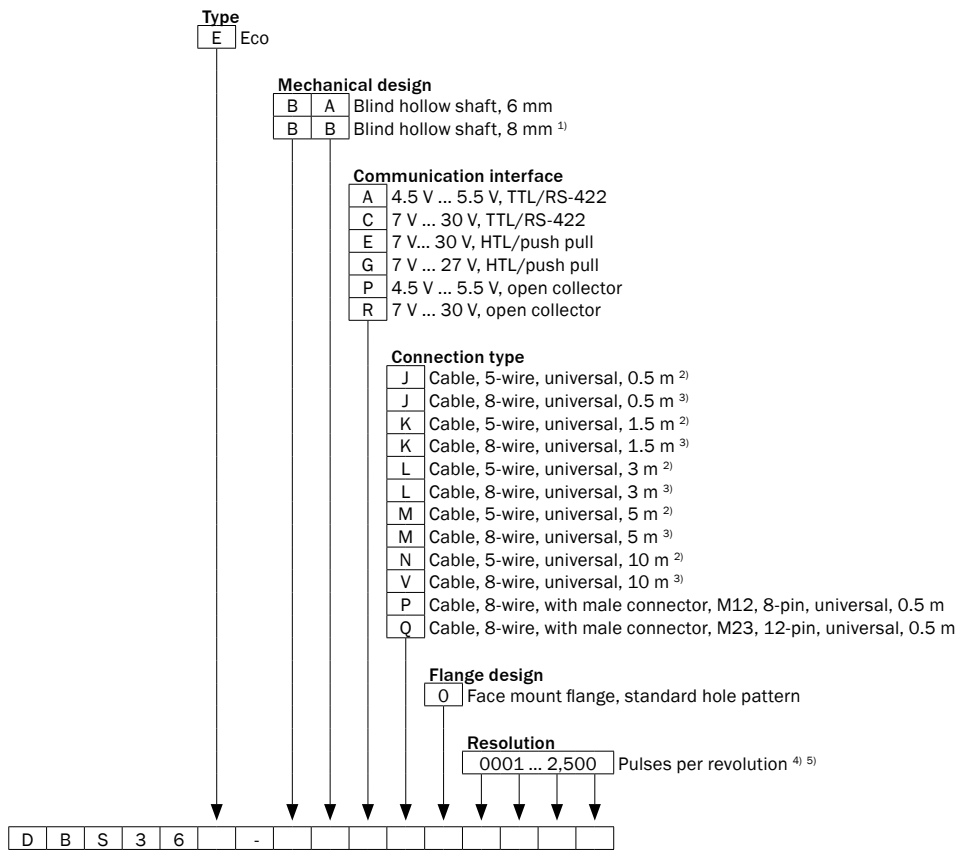 Type
E Eco
Mechanical design
B A Blind hollow shaft, 6 mm
B B Blind hollow shaft, 8 mm 1)
Communication interface
A 4.5 V ... 5.5 V, TTL/RS-422
C 7 V ... 30 V, TTL/RS-422
E 7 V... 30 V, HTL/push pull
G 7 V ... 27 V, HTL/push pull
P 4.5 V ... 5.5 V, open collector
R 7 V ... 30 V, open collector
Connection type
J Cable, 5-wire, universal, 0.5 m 2)
J Cable, 8-wire, universal, 0.5 m 3)
K Cable, 5-wire, universal, 1.5 m 2)
K Cable, 8-wire, universal, 1.5 m 3)
L Cable, 5-wire, universal, 3 m 2)
L Cable, 8-wire, universal, 3 m 3)
M Cable, 5-wire, universal, 5 m 2)
M Cable, 8-wire, universal, 5 m 3)
N Cable, 5-wire, universal, 10 m 2)
V Cable, 8-wire, universal, 10 m 3)
P Cable, 8-wire, with male connector, M12, 8-pin, universal, 0.5 m
Q Cable, 8-wire, with male connector, M23, 12-pin, universal, 0.5 m
Flange design
0 Face mount flange, standard hole pattern
Resolution
0001 ... 2,500 Pulses per revolution 4) 5)
D B S 3 6 -